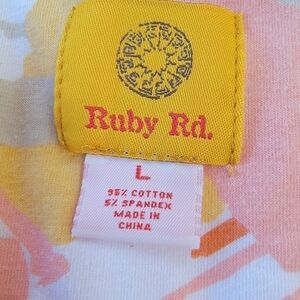 Ruby Rd.
L
95% COTTON
5% SPANDEX
MADE IN
CHINA